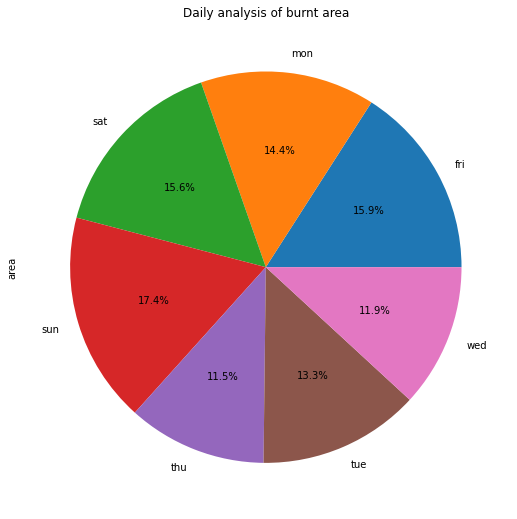 Daily analysis of burnt area
mon
sat
14.4%
fri
15.6%
15.9%
area
17.4%
11.9%
sun
wed
11.5%
13.3%
thu
tue